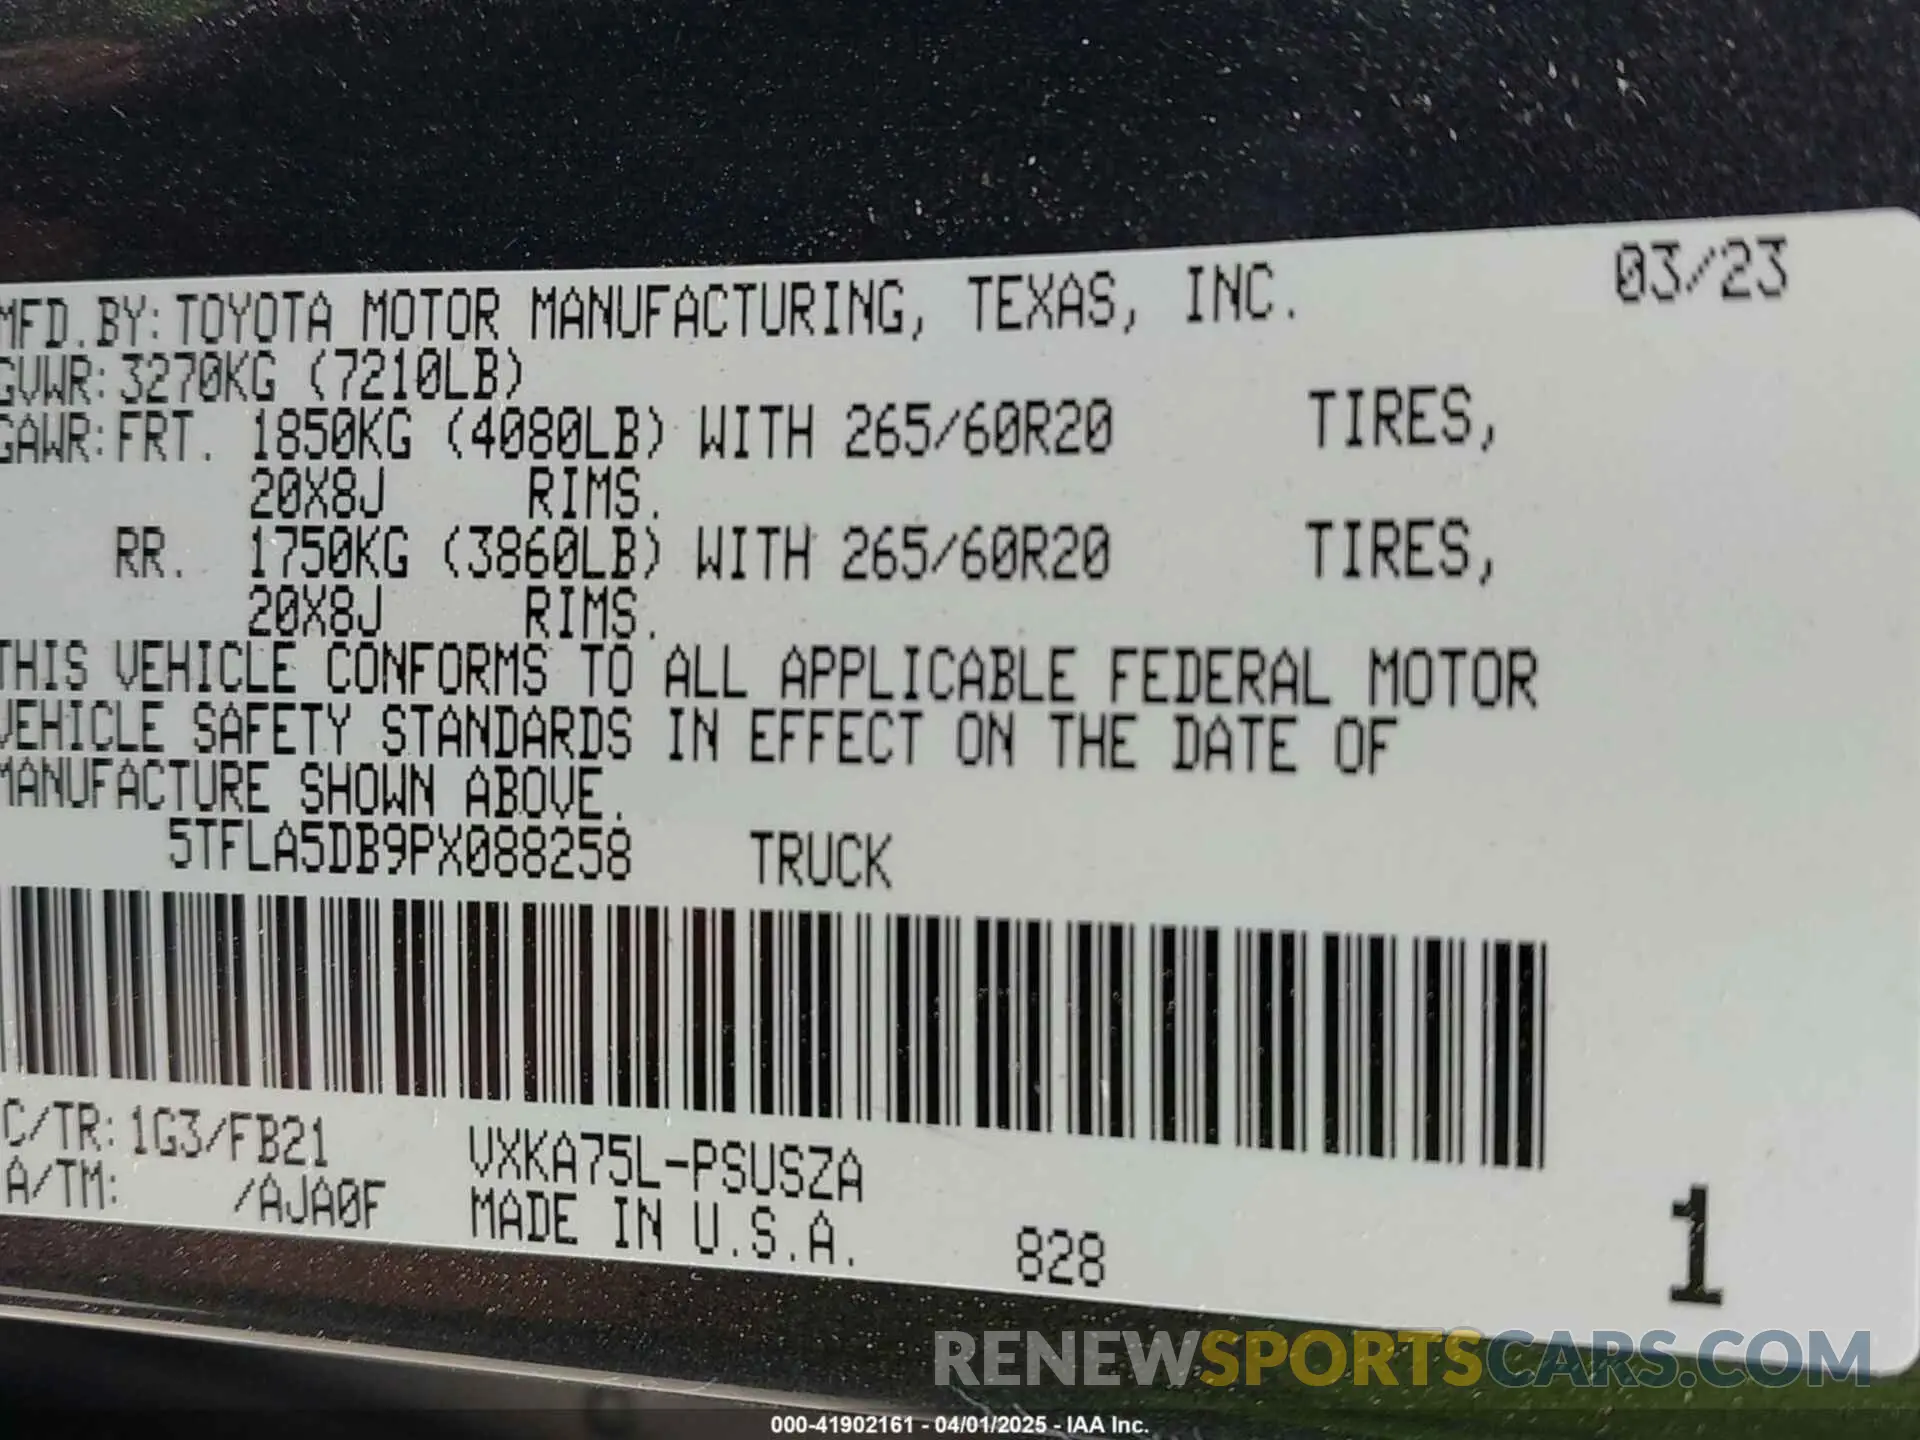 MFD.BY: TOYOTA MOTOR MANUFACTURING, TEXAS, INC. 03/23
GVWR: 3270KG (7210LB)
GAWR: FRT. 1850KG (4080LB) WITH 265/60R20 TIRES,
20X8J RIMS.
RR. 1750KG (3860LB) WITH 265/60R20 TIRES,
20X8J RIMS.
THIS VEHICLE CONFORMS TO ALL APPLICABLE FEDERAL MOTOR
VEHICLE SAFETY STANDARDS IN EFFECT ON THE DATE OF
MANUFACTURE SHOWN ABOVE.
5TFLA5DB9PX088258 TRUCK
C/TR: 1G3/FB21 VXKA75L-PSUSZA
A/TM: /AJA0F MADE IN U.S.A. 828 1
RENEWSPORTSCARS.COM
000-41902161 - 04/01/2025 - IAA Inc.